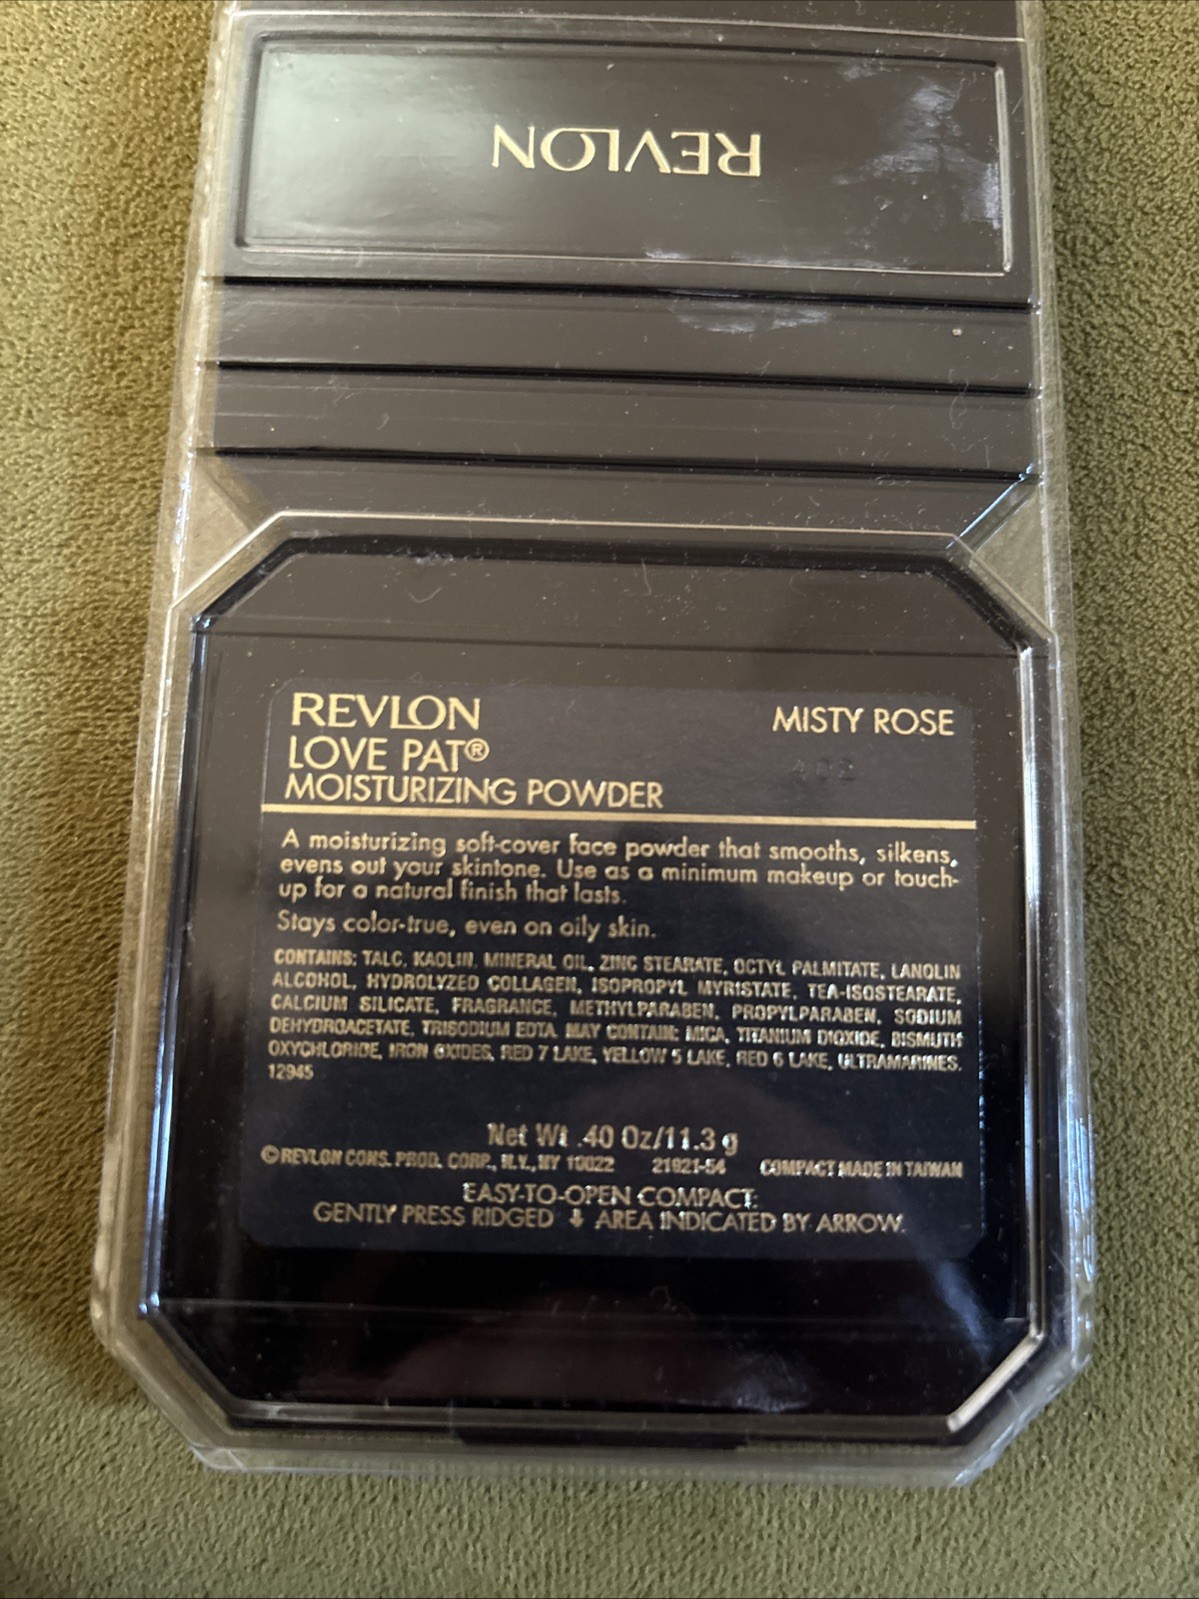 REVLON
REVLON
MISTY ROSE
LOVE PAT®
402
MOISTURIZING POWDER
A moisturizing soft-cover face powder that smooths, silkens,
evens out your skintone. Use as a minimum makeup or touch-
up for a natural finish that lasts.
Stays color-true, even on oily skin.
CONTAINS: TALC, KAOLIN, MINERAL OIL, ZINC STEARATE, OCTYL PALMITATE, LANOLIN
ALCOHOL, HYDROLYZED COLLAGEN, ISOPROPYL MYRISTATE, TEA-ISOSTEARATE,
CALCIUM SILICATE, FRAGRANCE, METHYLPARABEN, PROPYLPARABEN, SODIUM
DEHYDROACETATE, TRISODIUM EDTA. MAY CONTAIN: MICA, TITANIUM DIOXIDE, BISMUTH
OXYCHLORIDE, IRON OXIDES, RED 7 LAKE, YELLOW 5 LAKE, RED 6 LAKE, ULTRAMARINES.
12945
Net Wt .40 Oz/11.3 g
©REVLON CONS. PROD. CORP., N.Y., NY 10022 21921-54 COMPACT MADE IN TAIWAN
EASY-TO-OPEN COMPACT:
GENTLY PRESS RIDGED ⬇ AREA INDICATED BY ARROW.